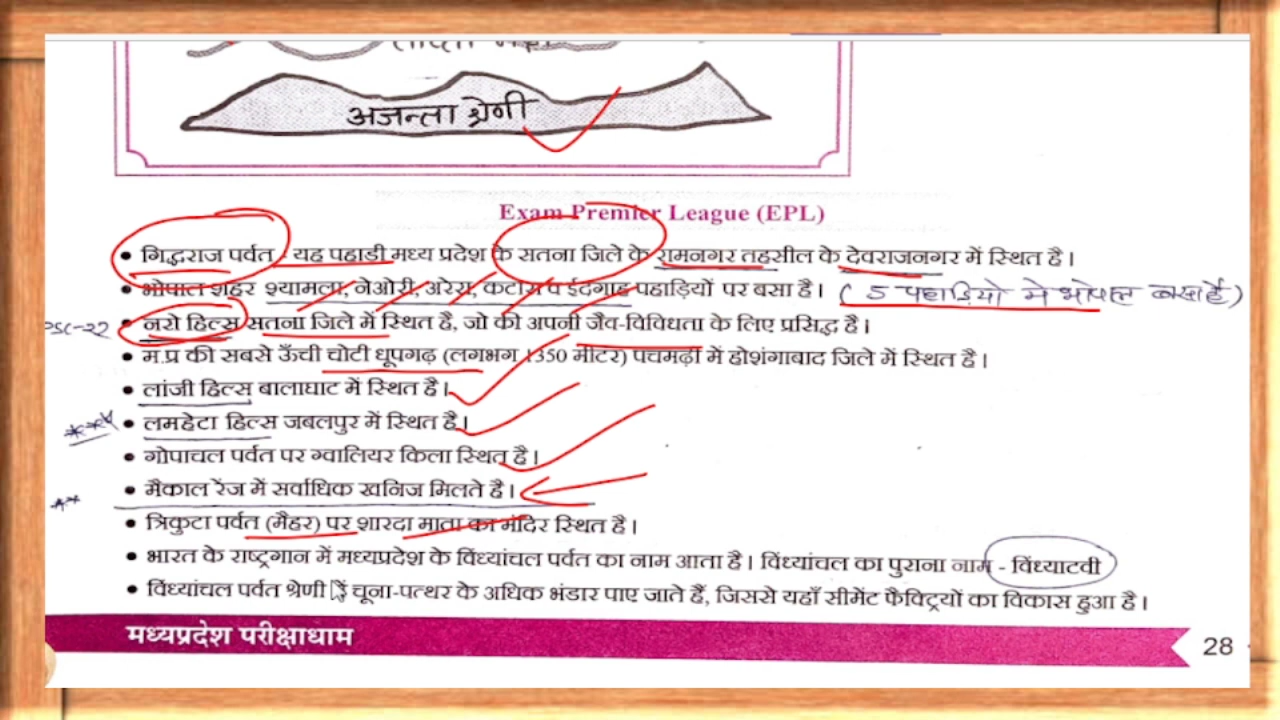 अजन्ता श्रेणी
Exam Premier League (EPL)
• गिद्धराज पर्वत - यह पहाडी मध्य प्रदेश के सतना जिले के रामनगर तहसील के देवराजनगर में स्थित है।
• भोपाल शहर श्यामला, नेओरी, अरेरा, कटारा व ईदगाह पहाड़ियों पर बसा है। ( 5 पहाड़ियो मे भोपाल बसा है )
PSC-22 • नरो हिल्स सतना जिले में स्थित है, जो की अपनी जैव-विविधता के लिए प्रसिद्ध है।
• म.प्र की सबसे ऊँची चोटी धूपगढ़ (लगभग 1350 मीटर) पचमढ़ी में होशंगाबाद जिले में स्थित है।
• लांजी हिल्स बालाघाट में स्थित है।
• लमहेटा हिल्स जबलपुर में स्थित है।
• गोपाचल पर्वत पर ग्वालियर किला स्थित है।
• मैकाल रेंज में सर्वाधिक खनिज मिलते है।
• त्रिकुटा पर्वत (मैहर) पर शारदा माता का मंदिर स्थित है।
• भारत के राष्ट्रगान में मध्यप्रदेश के विंध्यांचल पर्वत का नाम आता है। विंध्यांचल का पुराना नाम - विंध्याटवी
• विंध्यांचल पर्वत श्रेणी में चूना-पत्थर के अधिक भंडार पाए जाते हैं, जिससे यहाँ सीमेंट फैक्ट्रियों का विकास हुआ है।
मध्यप्रदेश परीक्षाधाम
28